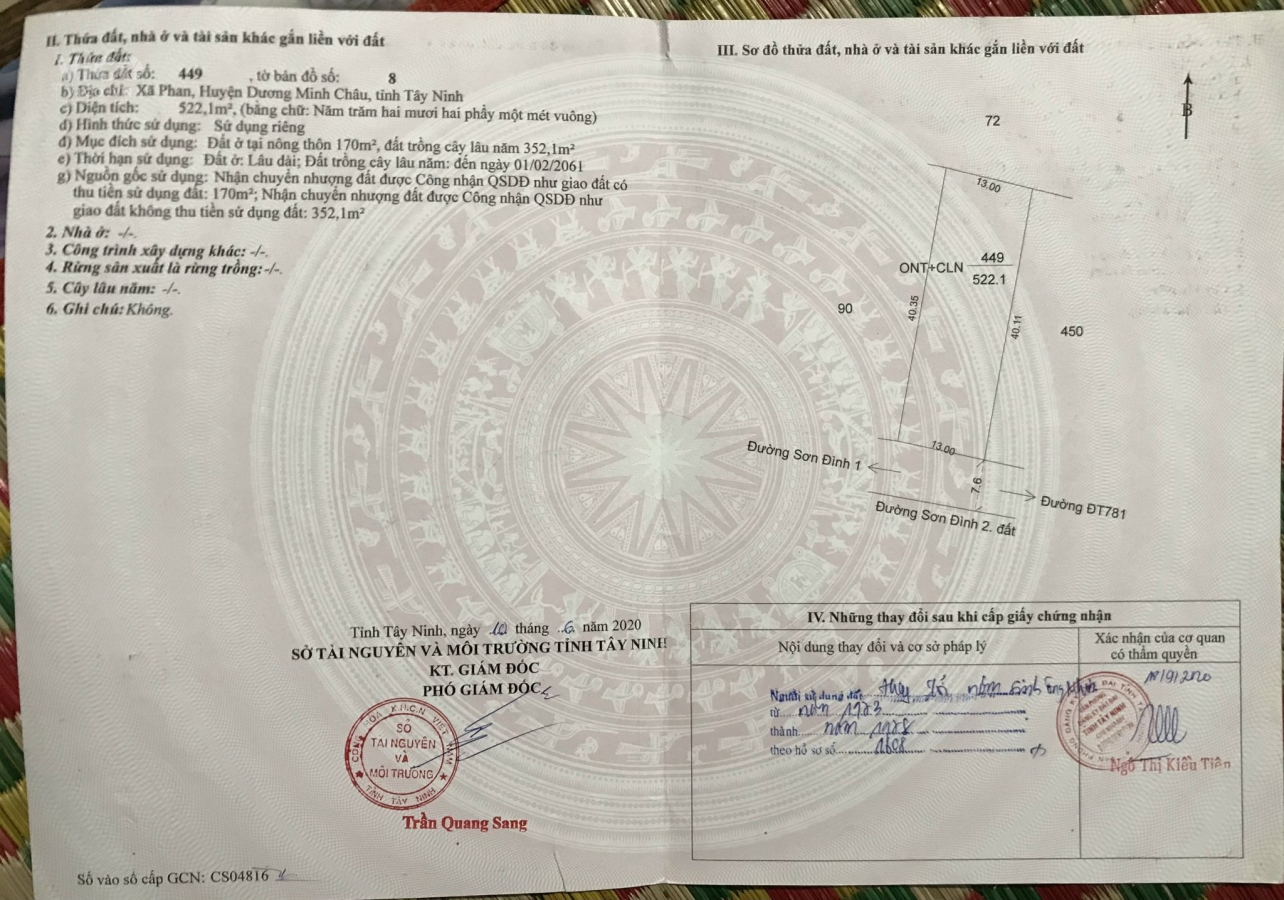 II. Thửa đất, nhà ở và tài sản khác gắn liền với đất
1. Thửa đất:
a) Thửa đất số: 449 , tờ bản đồ số: 8
b) Địa chỉ: Xã Phan, Huyện Dương Minh Châu, tỉnh Tây Ninh
c) Diện tích: 522,1m², (bằng chữ: Năm trăm hai mươi hai phẩy một mét vuông)
d) Hình thức sử dụng: Sử dụng riêng
đ) Mục đích sử dụng: Đất ở tại nông thôn 170m², đất trồng cây lâu năm 352,1m²
e) Thời hạn sử dụng: Đất ở: Lâu dài; Đất trồng cây lâu năm: đến ngày 01/02/2061
g) Nguồn gốc sử dụng: Nhận chuyển nhượng đất được Công nhận QSDĐ như giao đất có
thu tiền sử dụng đất: 170m²; Nhận chuyển nhượng đất được Công nhận QSDĐ như
giao đất không thu tiền sử dụng đất: 352,1m²
2. Nhà ở: -/-.
3. Công trình xây dựng khác: -/-.
4. Rừng sản xuất là rừng trồng: -/-.
5. Cây lâu năm: -/-.
6. Ghi chú: Không.
Tỉnh Tây Ninh, ngày 10 tháng 6 năm 2020
SỞ TÀI NGUYÊN VÀ MÔI TRƯỜNG TỈNH TÂY NINH
KT. GIÁM ĐỐC
PHÓ GIÁM ĐỐC
CỘNG HÒA X.H.C.N VIỆT NAM
SỞ
TÀI NGUYÊN
VÀ
MÔI TRƯỜNG
TỈNH TÂY NINH
Trần Quang Sang
Số vào sổ cấp GCN: CS04816
III. Sơ đồ thửa đất, nhà ở và tài sản khác gắn liền với đất
B
72
13.00
449
ONT+CLN
522.1
40.35
40.11
90
450
13.00
Đường Sơn Đình 1
7.6
Đường ĐT781
Đường Sơn Đình 2. đất
IV. Những thay đổi sau khi cấp giấy chứng nhận
Nội dung thay đổi và cơ sở pháp lý
Xác nhận của cơ quan
có thẩm quyền
Người sử dụng đất năm sinh
từ năm 1983
thành năm 1978
theo hồ sơ số
TỈNH TÂY NINH
Ngô Thị Kiều Tiên